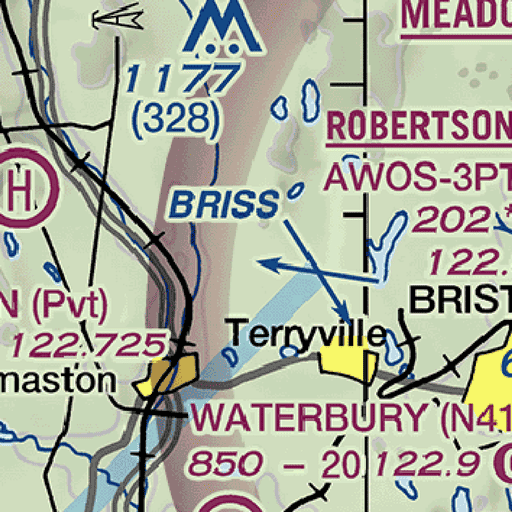 MEADO
1177
(328)
ROBERTSON
AWOS-3PT
202 *
122.
BRISS
H
N (Pvt)
122.725
BRIST
Terryville
maston
WATERBURY (N41
850 - 20 122.9